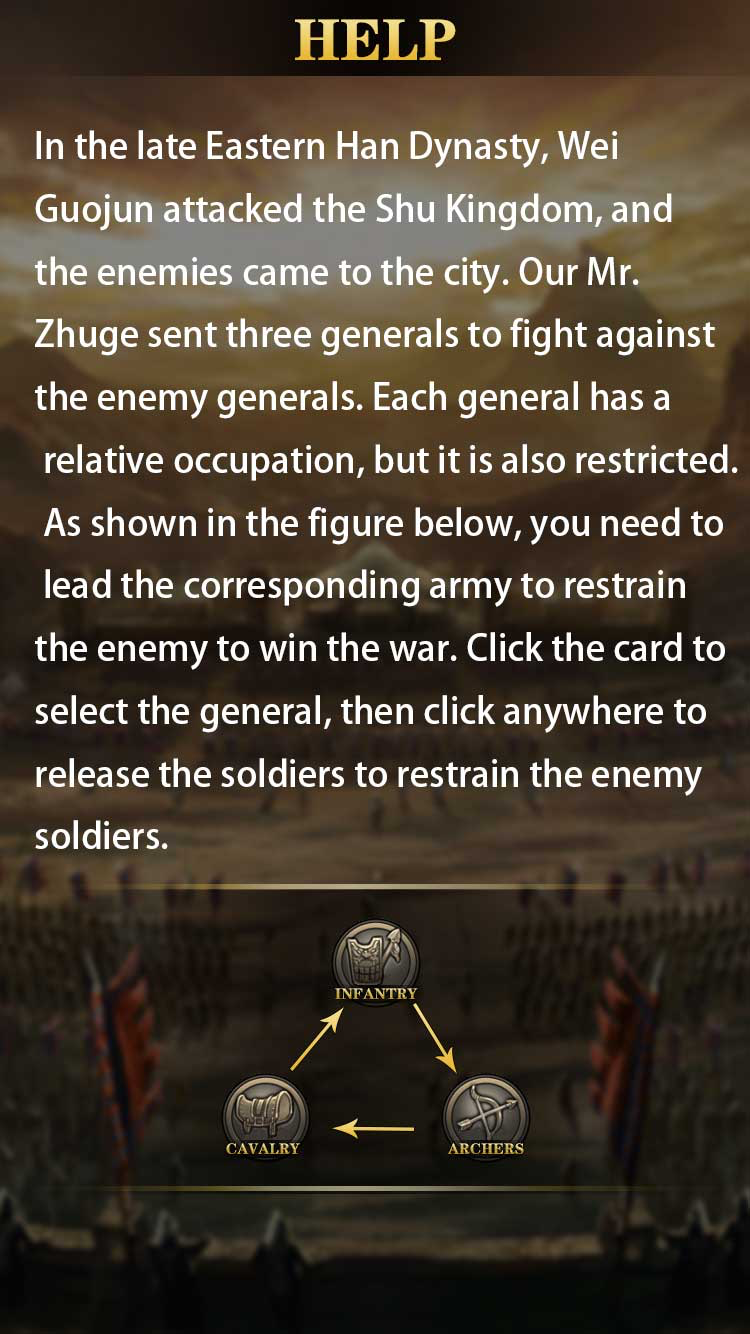 HELP
In the late Eastern Han Dynasty, Wei
Guojun attacked the Shu Kingdom, and
the enemies came to the city. Our Mr.
Zhuge sent three generals to fight against
the enemy generals. Each general has a
relative occupation, but it is also restricted.
As shown in the figure below, you need to
lead the corresponding army to restrain
the enemy to win the war. Click the card to
select the general, then click anywhere to
release the soldiers to restrain the enemy
soldiers.
INFANTRY
CAVALRY
ARCHERS